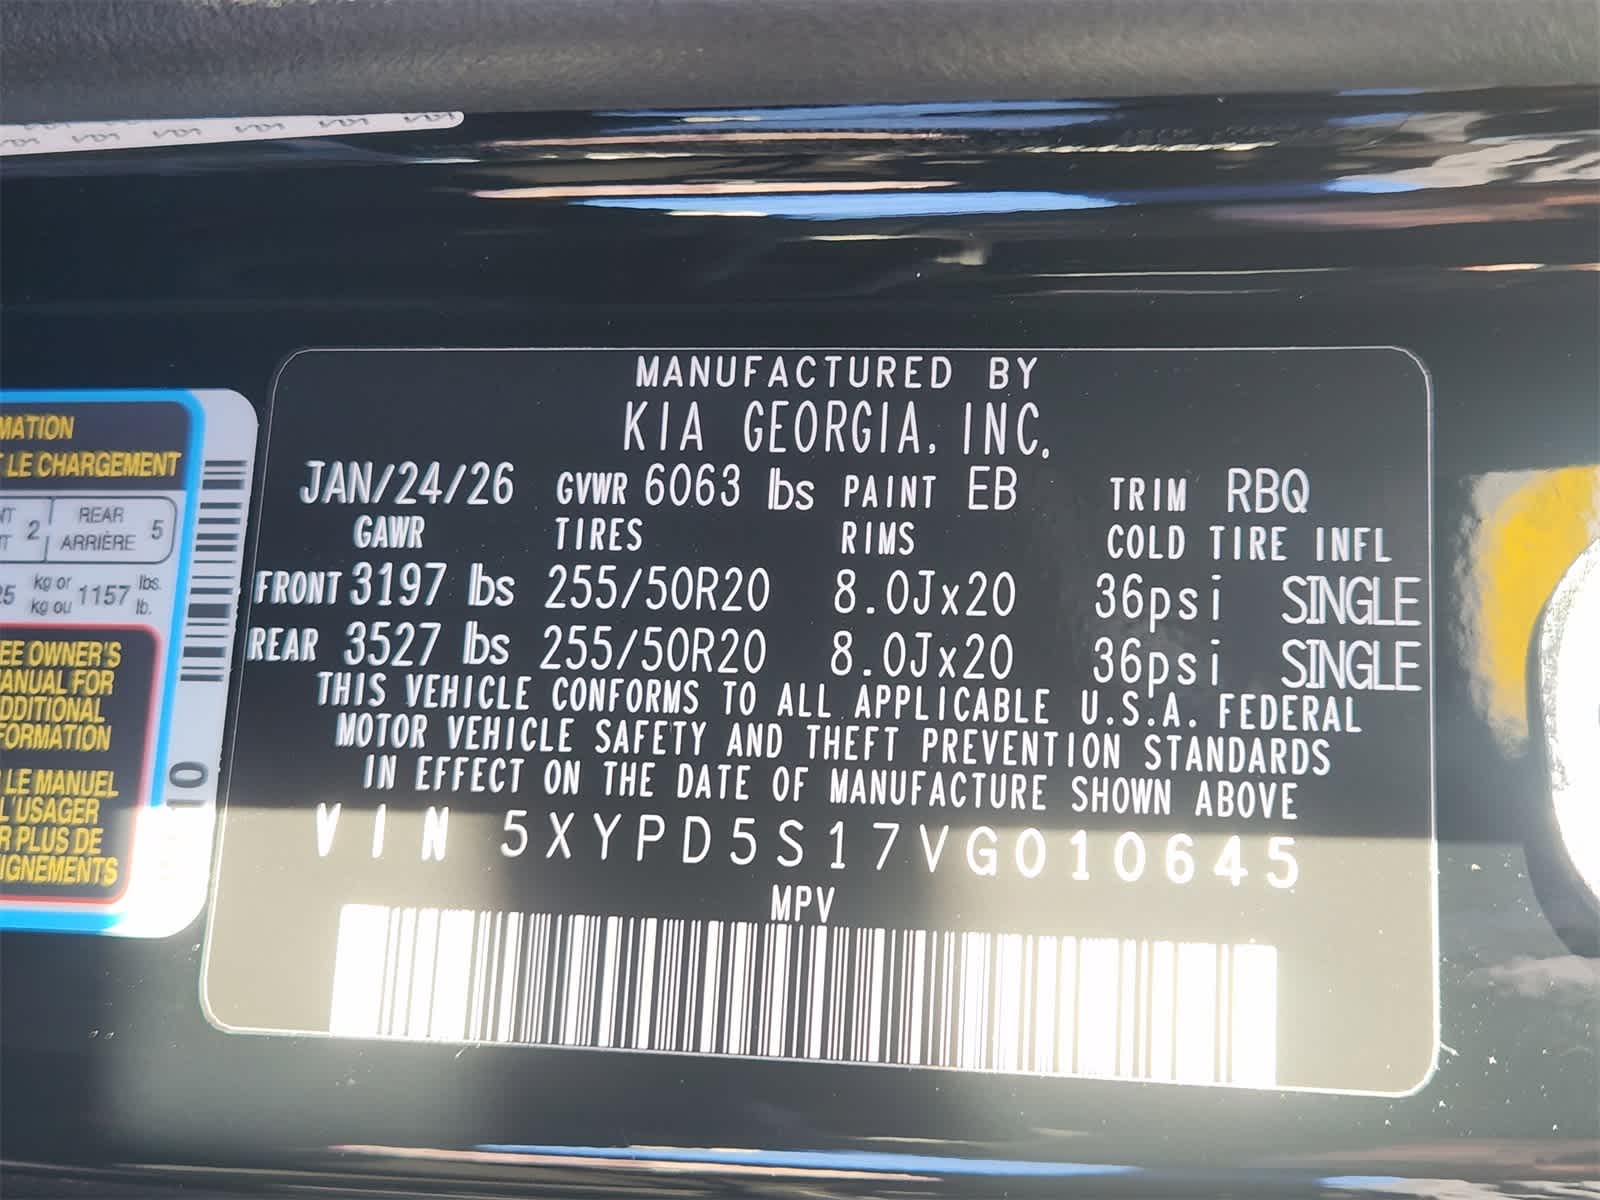 MATION
T LE CHARGEMENT
2
REAR
ARRIÈRE 5
kg or
kg ou 1157 lbs.
lb.
EE OWNER'S
ANUAL FOR
DDITIONAL
FORMATION
LE MANUEL
L'USAGER
R PLUS DE
IGNEMENTS
10
MANUFACTURED BY
KIA GEORGIA, INC.
JAN/24/26 GVWR 6063 lbs PAINT EB TRIM RBQ
GAWR TIRES RIMS COLD TIRE INFL
FRONT 3197 lbs 255/50R20 8.0Jx20 36psi SINGLE
REAR 3527 lbs 255/50R20 8.0Jx20 36psi SINGLE
THIS VEHICLE CONFORMS TO ALL APPLICABLE U.S.A. FEDERAL
MOTOR VEHICLE SAFETY AND THEFT PREVENTION STANDARDS
IN EFFECT ON THE DATE OF MANUFACTURE SHOWN ABOVE
VIN 5XYPD5S17VG010645
MPV